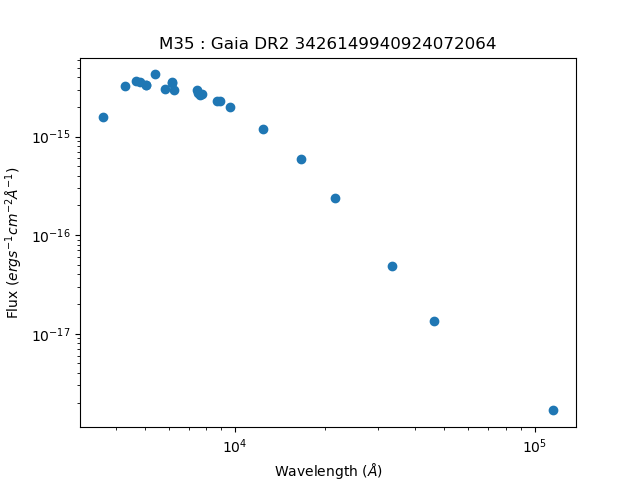 M35 : Gaia DR2 3426149940924072064
Flux (ergs⁻¹cm⁻²Å⁻¹)
10⁻¹⁵
10⁻¹⁶
10⁻¹⁷
10⁴
10⁵
Wavelength (Å)